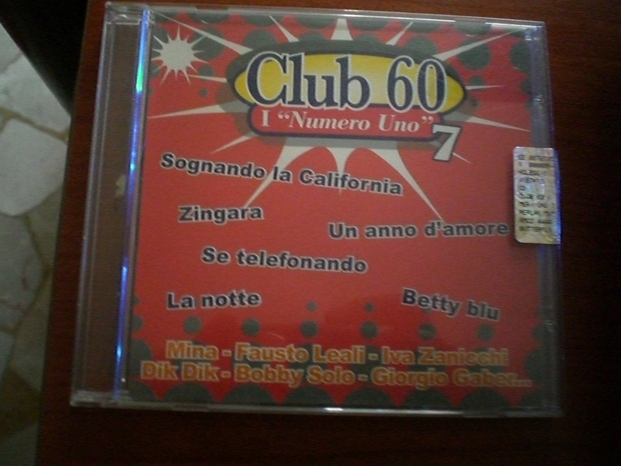 Club 60
I "Numero Uno"
7
Sognando la California
Zingara
Un anno d'amore
Se telefonando
La notte
Betty blu
Mina - Fausto Leali - Iva Zanicchi
Dik Dik - Bobby Solo - Giorgio Gaber...